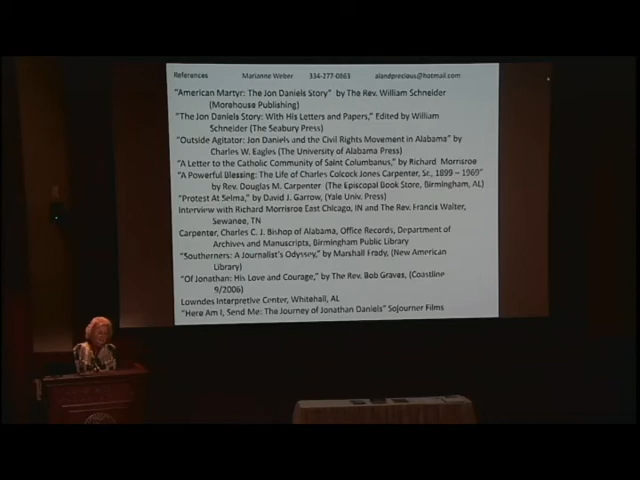 References Marianne Weber 334-277-0863 alandprecious@hotmail.com
"American Martyr: The Jon Daniels Story" by The Rev. William Schneider
(Morehouse Publishing)
"The Jon Daniels Story: With His Letters and Papers," Edited by William
Schneider (The Seabury Press)
"Outside Agitator: Jon Daniels and the Civil Rights Movement in Alabama" by
Charles W. Eagles (The University of Alabama Press)
"A Letter to the Catholic Community of Saint Columbanus," by Richard Morrisroe
"A Powerful Blessing: The Life of Charles Colcock Jones Carpenter, Sr., 1899 – 1969"
by Rev. Douglas M. Carpenter (The Episcopal Book Store, Birmingham, AL)
"Protest At Selma," by David J. Garrow, (Yale Univ. Press)
Interview with Richard Morrisroe East Chicago, IN and The Rev. Francis Walter,
Sewanee, TN
Carpenter, Charles C. J. Bishop of Alabama, Office Records, Department of
Archives and Manuscripts, Birmingham Public Library
"Southerners: A Journalist's Odyssey," by Marshall Frady, (New American
Library)
"Of Jonathan: His Love and Courage," by The Rev. Bob Graves, (Coastline
9/2006)
Lowndes Interpretive Center, Whitehall, AL
"Here Am I, Send Me: The Journey of Jonathan Daniels" Sojourner Films